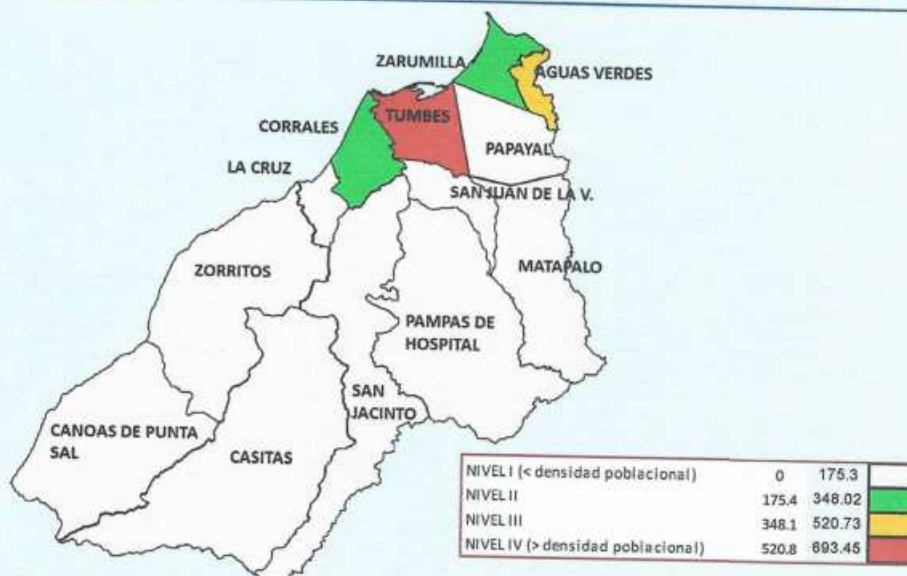 ZARUMILLA
AGUAS VERDES
TUMBES
CORRALES
PAPAYAL
LA CRUZ
SAN JUAN DE LA V.
ZORRITOS
MATAPALO
PAMPAS DE
HOSPITAL
SAN
JACINTO
CANOAS DE PUNTA
SAL
CASITAS
NIVEL I (< densidad poblacional) 0 175.3
NIVEL II 175.4 348.02
NIVEL III 348.1 520.73
NIVEL IV (> densidad poblacional) 520.8 693.45